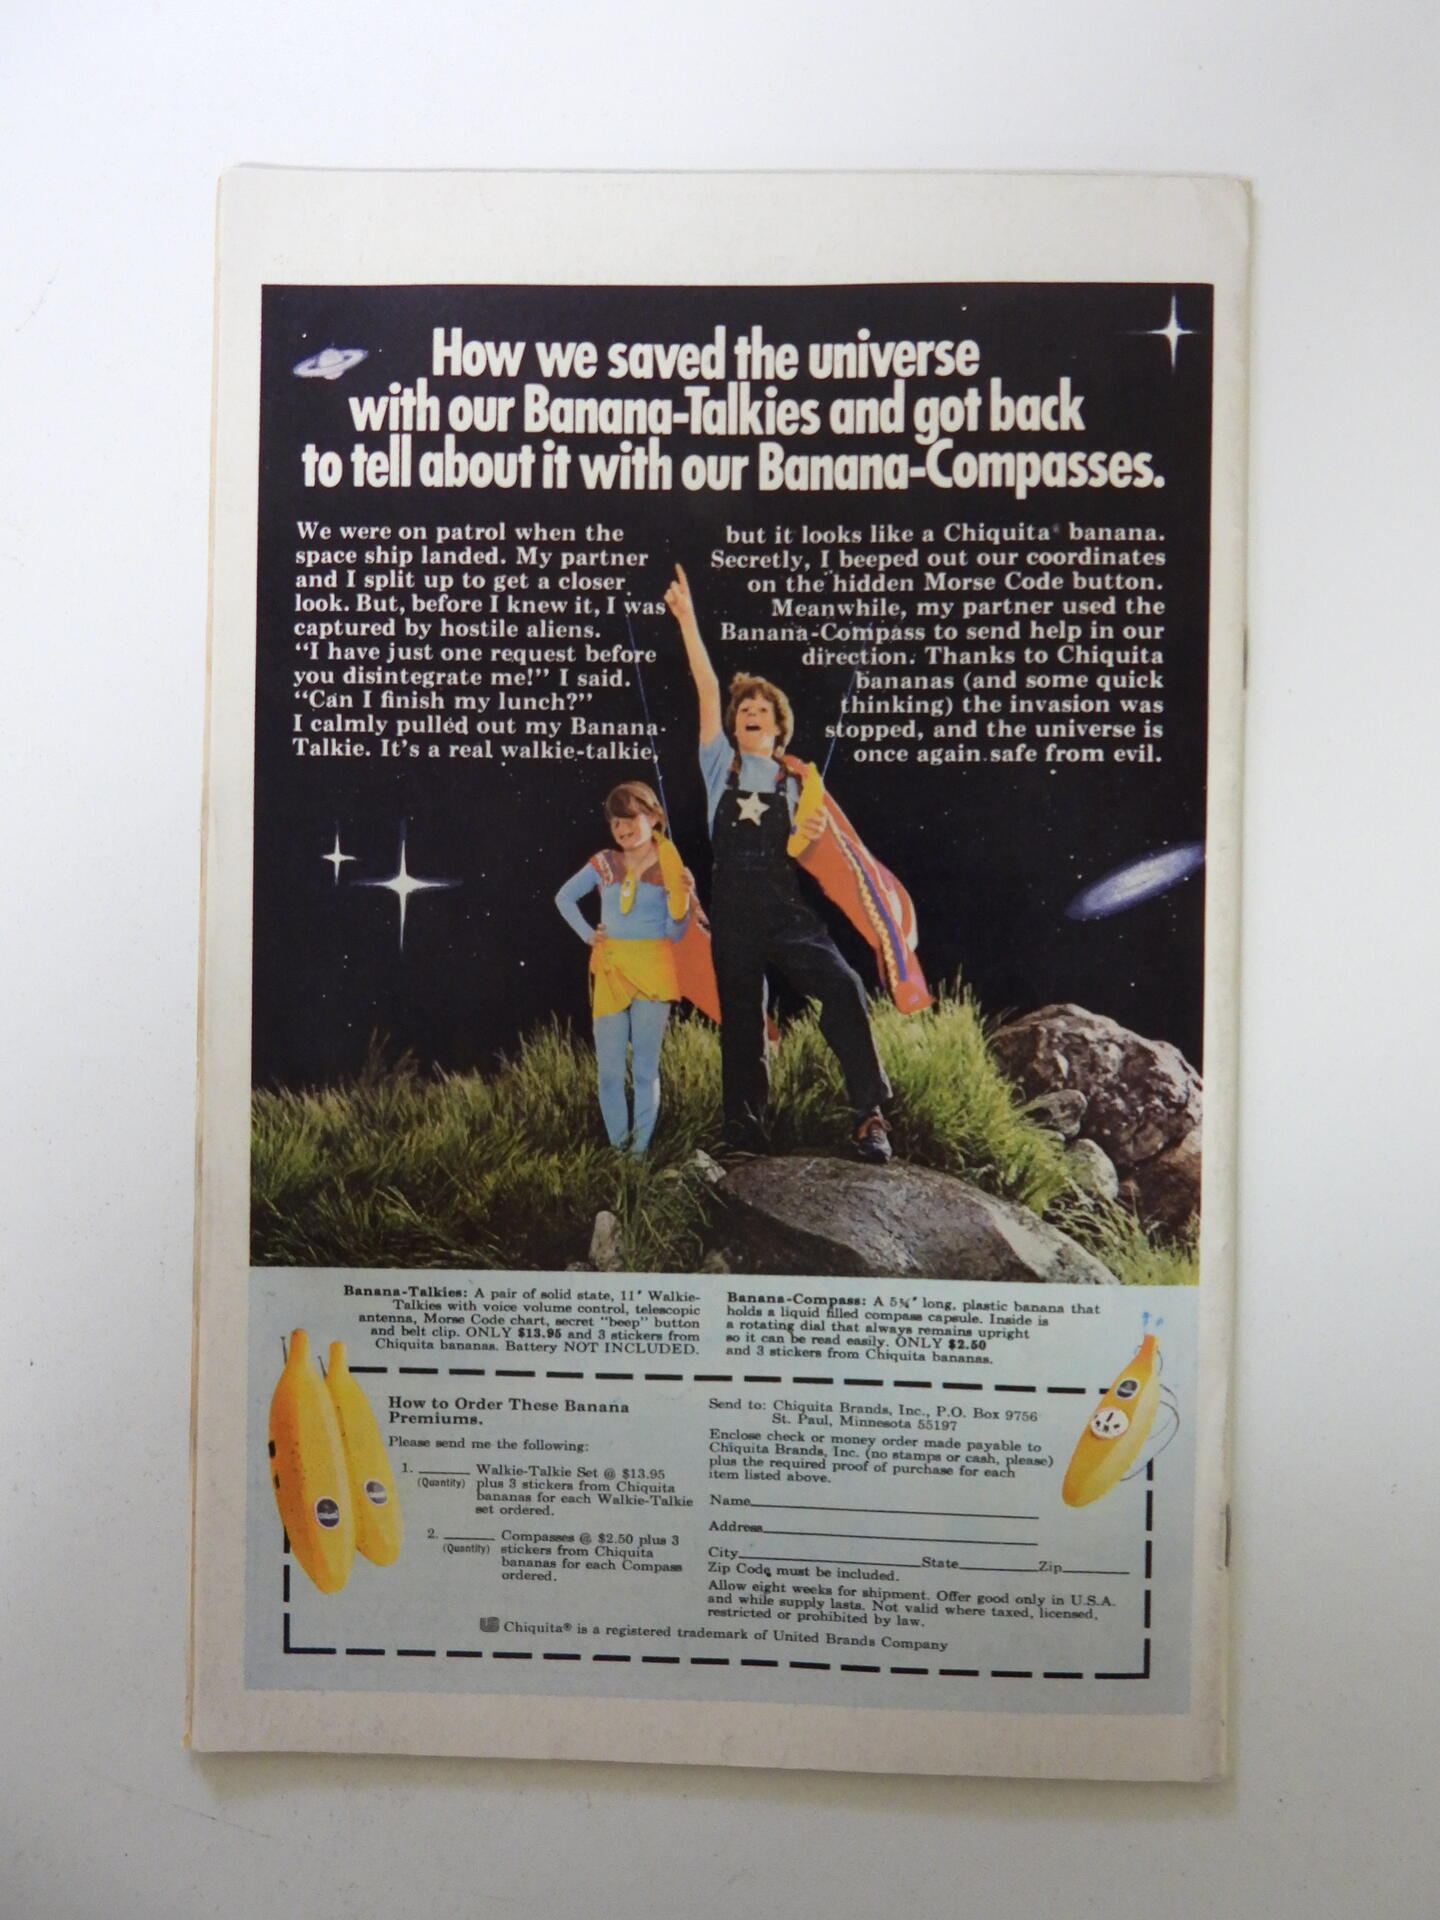 How we saved the universe
with our Banana-Talkies and got back
to tell about it with our Banana-Compasses.
We were on patrol when the
space ship landed. My partner
and I split up to get a closer
look. But, before I knew it, I was
captured by hostile aliens.
“I have just one request before
you disintegrate me!” I said.
“Can I finish my lunch?”
I calmly pulled out my Banana-
Talkie. It's a real walkie-talkie,
but it looks like a Chiquita® banana.
Secretly, I beeped out our coordinates
on the hidden Morse Code button.
Meanwhile, my partner used the
Banana-Compass to send help in our
direction. Thanks to Chiquita
bananas (and some quick
thinking) the invasion was
stopped, and the universe is
once again safe from evil.
Banana-Talkies: A pair of solid state, 11" Walkie-
Talkies with voice volume control, telescopic
antenna, Morse Code chart, secret "beep" button
and belt clip. ONLY $13.95 and 3 stickers from
Chiquita bananas. Battery NOT INCLUDED.
Banana-Compass: A 5¾" long, plastic banana that
holds a liquid filled compass capsule. Inside is
a rotating dial that always remains upright
so it can be read easily. ONLY $2.50
and 3 stickers from Chiquita bananas.
How to Order These Banana
Premiums.
Please send me the following:
1. ______ Walkie-Talkie Set @ $13.95
(Quantity) plus 3 stickers from Chiquita
bananas for each Walkie-Talkie
set ordered.
2. ______ Compasses @ $2.50 plus 3
(Quantity) stickers from Chiquita
bananas for each Compass
ordered.
Send to: Chiquita Brands, Inc., P.O. Box 9756
St. Paul, Minnesota 55197
Enclose check or money order made payable to
Chiquita Brands, Inc. (no stamps or cash, please)
plus the required proof of purchase for each
item listed above.
Name
Address
City State Zip
Zip Code must be included.
Allow eight weeks for shipment. Offer good only in U.S.A.
and while supply lasts. Not valid where taxed, licensed,
restricted or prohibited by law.
Chiquita® is a registered trademark of United Brands Company